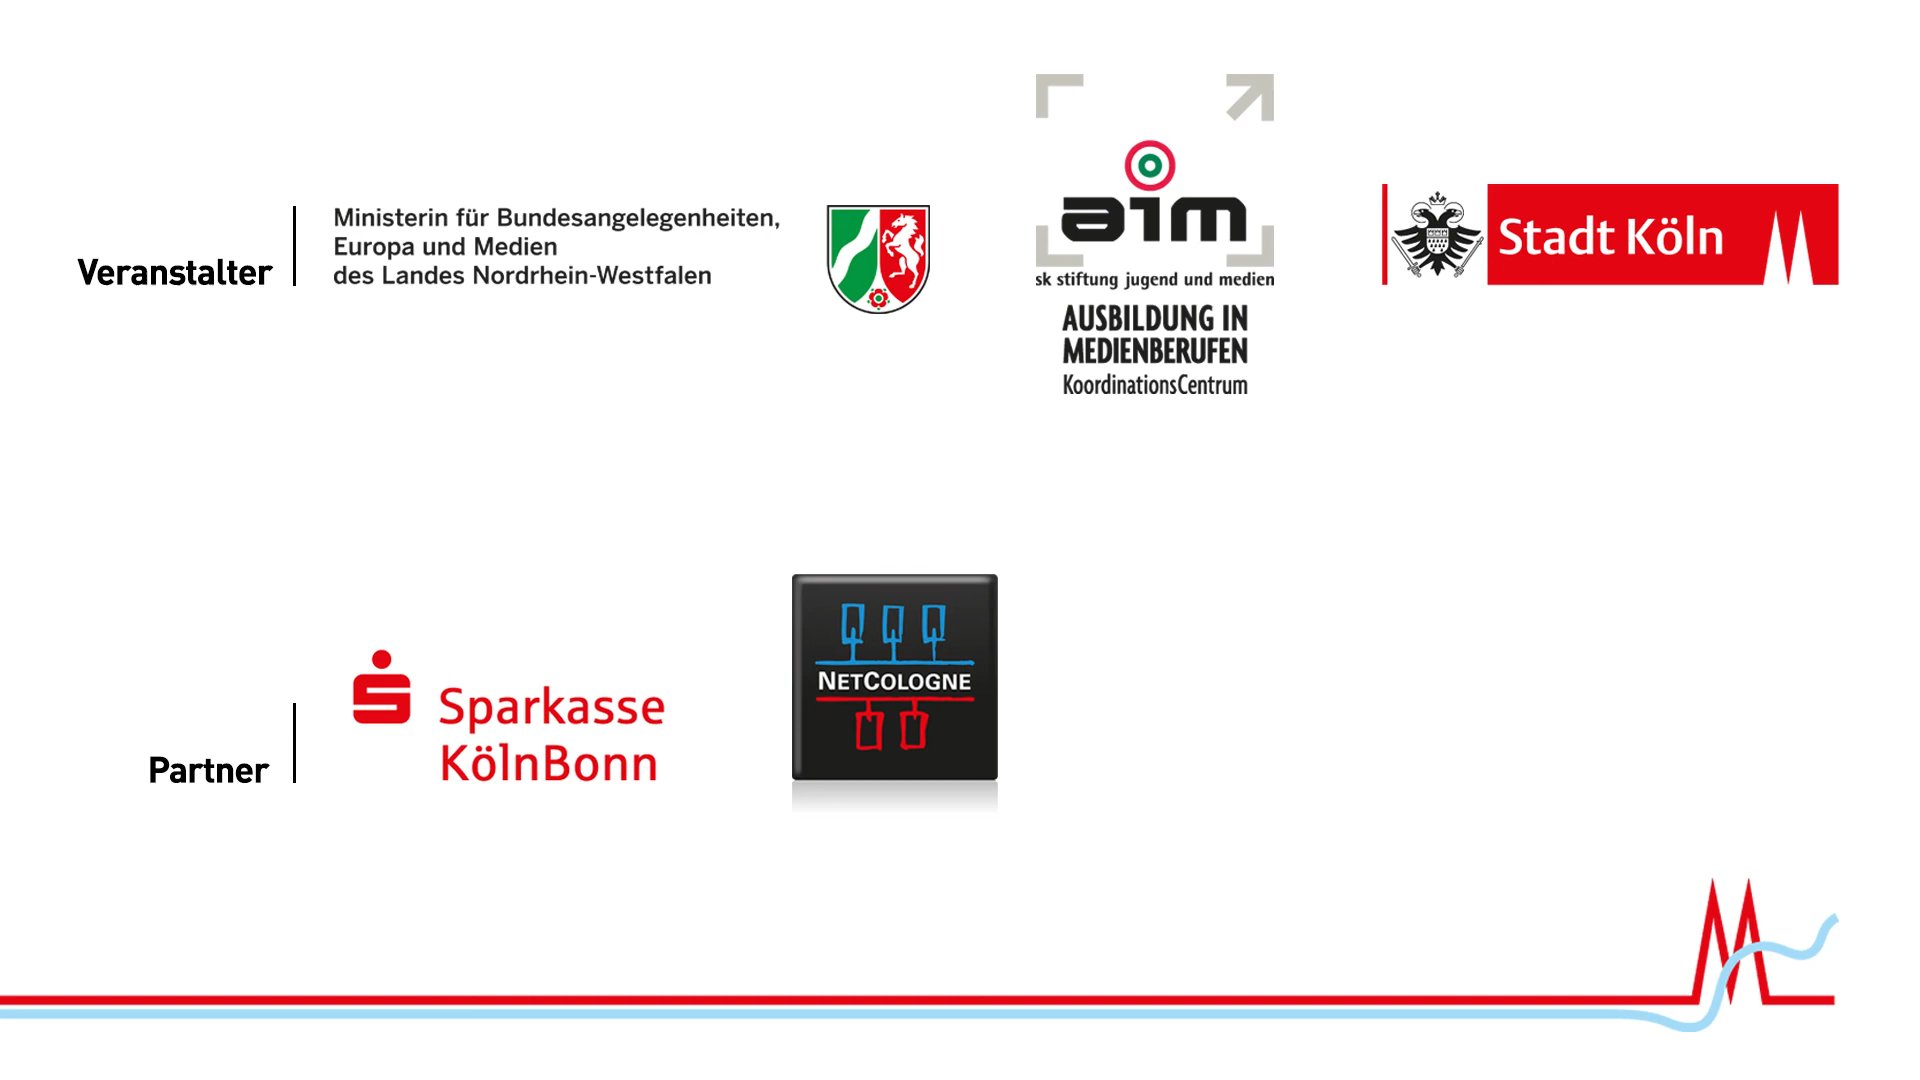 Veranstalter
Ministerin für Bundesangelegenheiten,
Europa und Medien
des Landes Nordrhein-Westfalen
aim
sk stiftung jugend und medien
AUSBILDUNG IN
MEDIENBERUFEN
KoordinationsCentrum
Stadt Köln
Partner
Sparkasse
KölnBonn
NETCOLOGNE